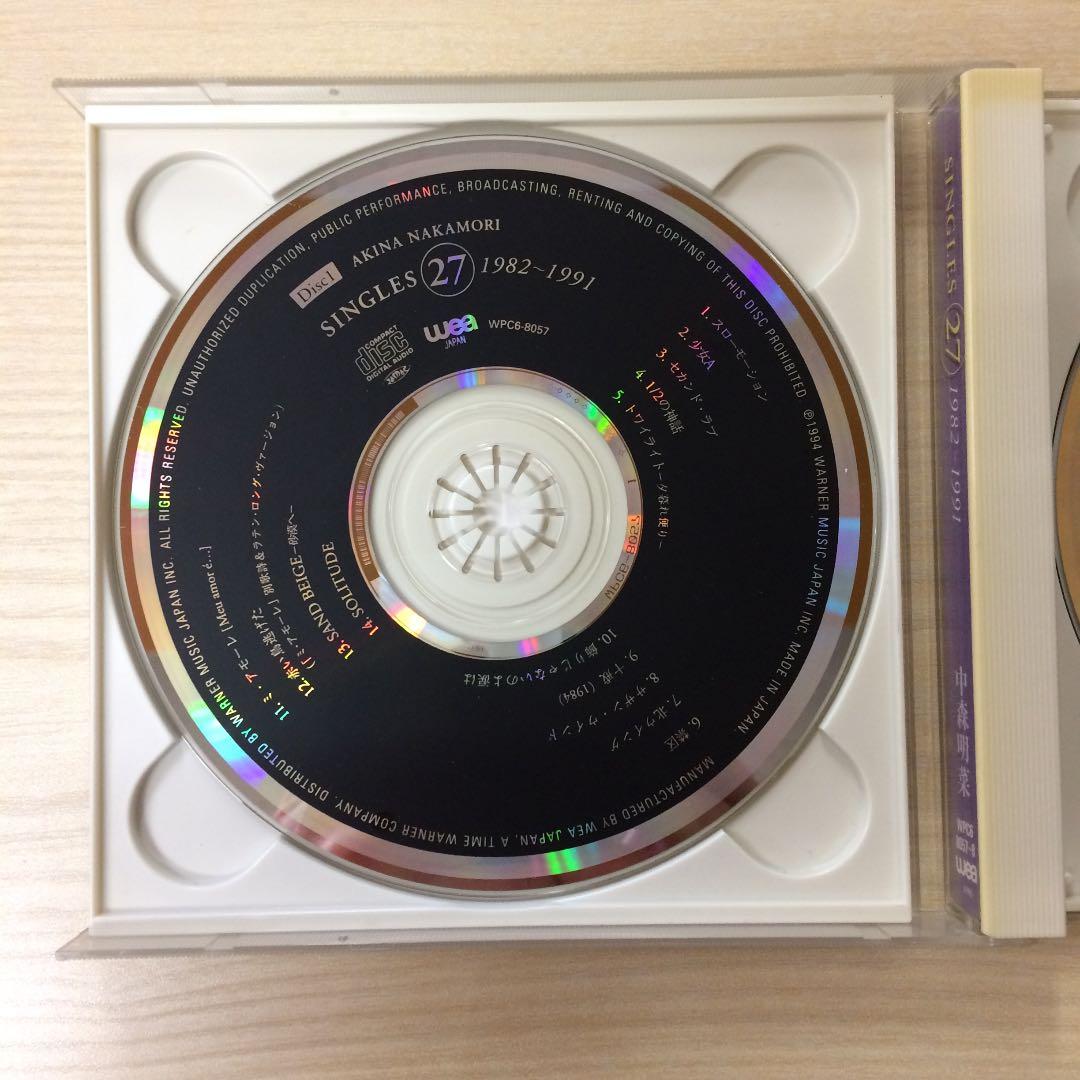 Disc1
AKINA NAKAMORI
SINGLES 27 1982~1991
COMPACT
disc
DIGITAL AUDIO
wea
JAPAN
WPC6-8057
1. スローモーション
2. 少女A
3. セカンド・ラブ
4. 1/2の神話
5. トワイライト－夕暮れ便り－
6. 禁区
7. 北ウイング
8. サザン・ウインド
9. 十戒 (1984)
10. 飾りじゃないのよ涙は
11. ミ・アモーレ [Meu amor é...]
12. 赤い鳥逃げた
(「ミ・アモーレ」別歌詩＆ラテン・ロング・ヴァージョン)
13. SAND BEIGE－砂漠へ－
14. SOLITUDE
ALL RIGHTS RESERVED. UNAUTHORIZED DUPLICATION, PUBLIC PERFORMANCE, BROADCASTING, RENTING AND COPYING OF THIS DISC PROHIBITED
Ⓟ1994 WARNER MUSIC JAPAN INC. MADE IN JAPAN.
MANUFACTURED BY WEA JAPAN, A TIME WARNER COMPANY. DISTRIBUTED BY WARNER MUSIC JAPAN INC.
SINGLES 27 1982~1991
中森明菜
WPC6
8057-8
wea